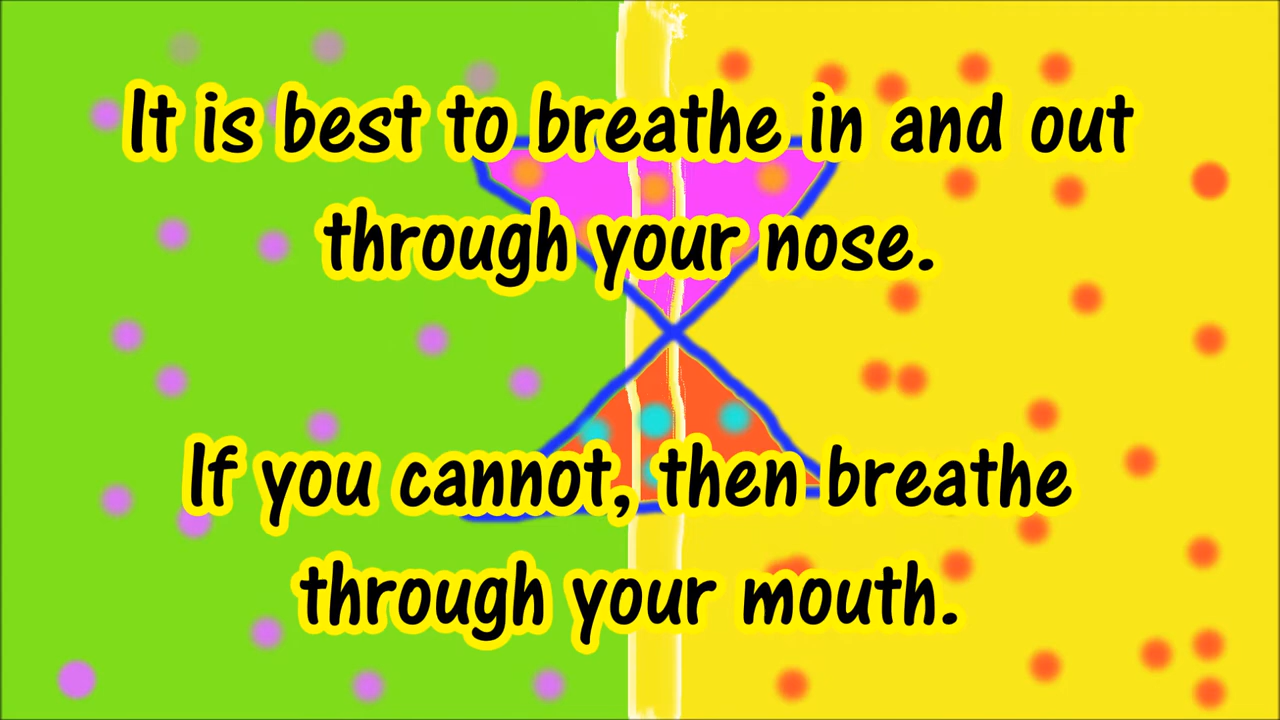 It is best to breathe in and out
through your nose.
If you cannot, then breathe
through your mouth.